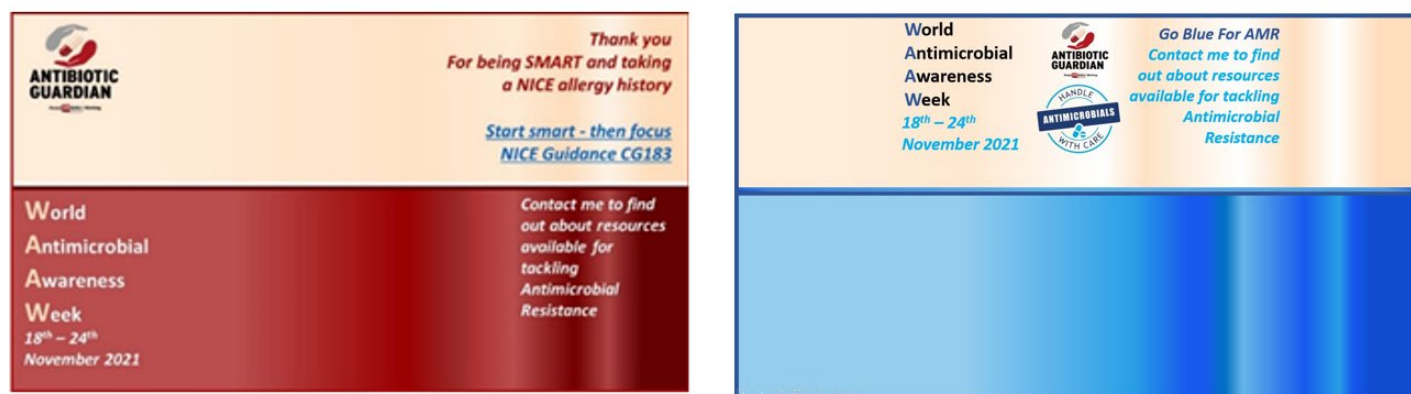 ANTIBIOTIC
GUARDIAN
Thank you
For being SMART and taking
a NICE allergy history
Start smart - then focus
NICE Guidance CG183
World
Antimicrobial
Awareness
Week
18th – 24th
November 2021
Contact me to find
out about resources
available for
tackling
Antimicrobial
Resistance
World
Antimicrobial
Awareness
Week
18th – 24th
November 2021
ANTIBIOTIC
GUARDIAN
HANDLE
ANTIMICROBIALS
WITH CARE
Go Blue For AMR
Contact me to find
out about resources
available for tackling
Antimicrobial
Resistance